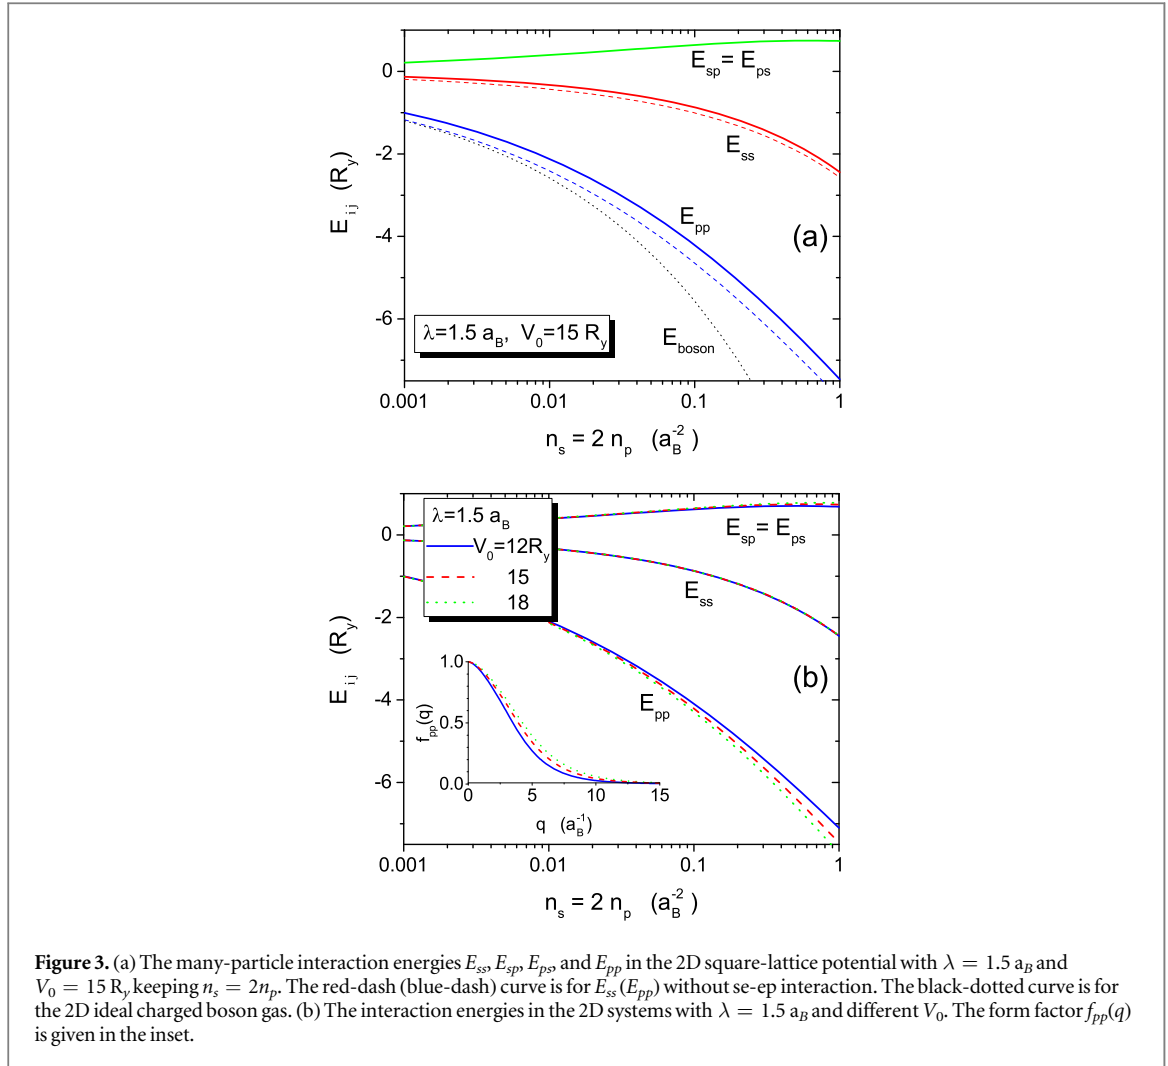 E_sp = E_ps
0
E_ss
-2
E_ij (R_y)
E_pp
-4
(a)
-6
λ=1.5 a_B, V_0=15 R_y
E_boson
0.001 0.01 0.1 1
n_s = 2 n_p (a_B^-2)
λ=1.5 a_B
V_0=12R_y
15
18
0
E_sp = E_ps
E_ss
-2
E_ij (R_y)
(b)
1.0
0.5
0.0
f_pp(q)
E_pp
-4
-6
0 5 10 15
q (a_B^-1)
0.001 0.01 0.1 1
n_s = 2 n_p (a_B^-2)
Figure 3. (a) The many-particle interaction energies E_ss, E_sp, E_ps, and E_pp in the 2D square-lattice potential with λ = 1.5 a_B and
V_0 = 15 R_y keeping n_s = 2n_p. The red-dash (blue-dash) curve is for E_ss (E_pp) without se-ep interaction. The black-dotted curve is for
the 2D ideal charged boson gas. (b) The interaction energies in the 2D systems with λ = 1.5 a_B and different V_0. The form factor f_pp(q)
is given in the inset.